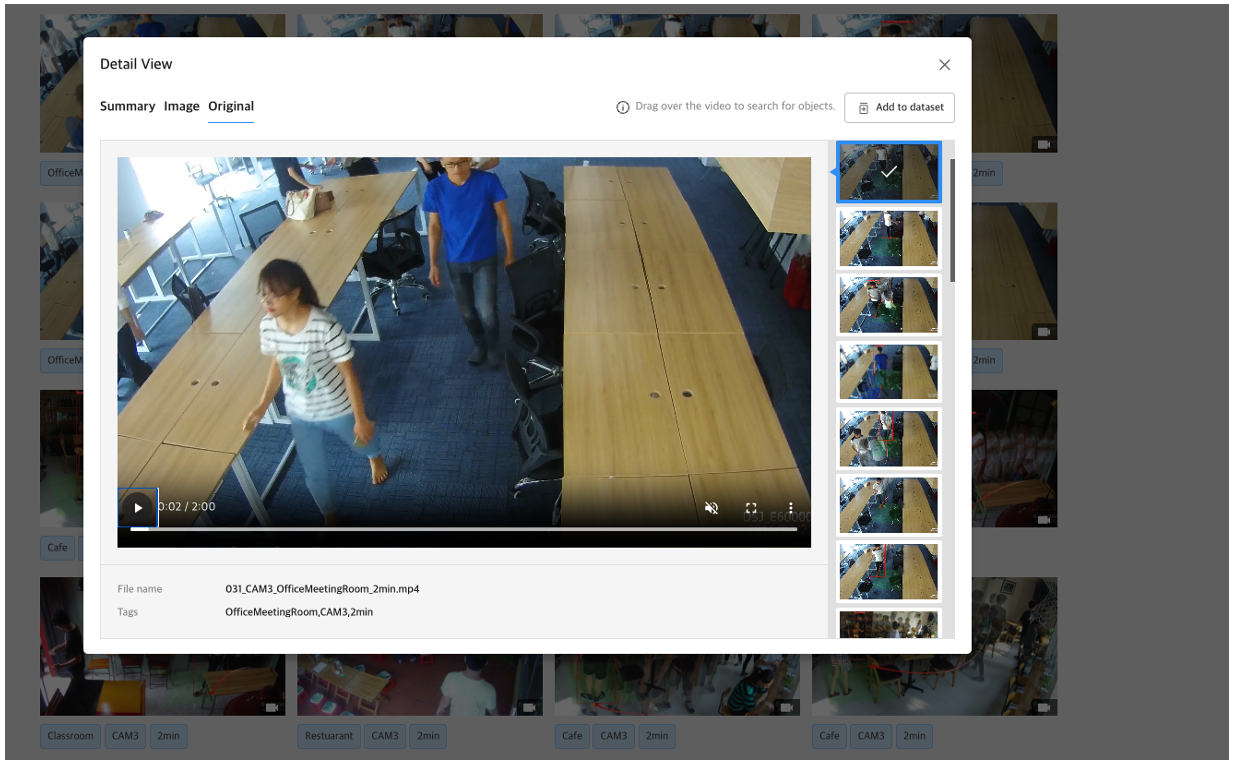 Detail View
Summary Image Original
Drag over the video to search for objects.
Add to dataset
0:02 / 2:00
File name 031_CAM3_OfficeMeetingRoom_2min.mp4
Tags OfficeMeetingRoom,CAM3,2min
OfficeM
2min
OfficeM
2min
Cafe
Classroom CAM3 2min
Restuarant CAM3 2min
Cafe CAM3 2min
Cafe CAM3 2min